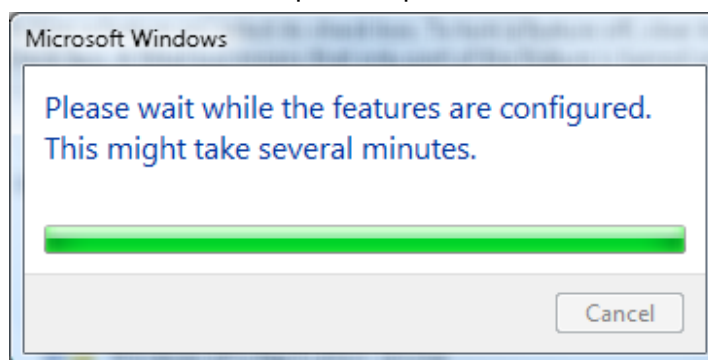 Microsoft Windows
Please wait while the features are configured.
This might take several minutes.
Cancel